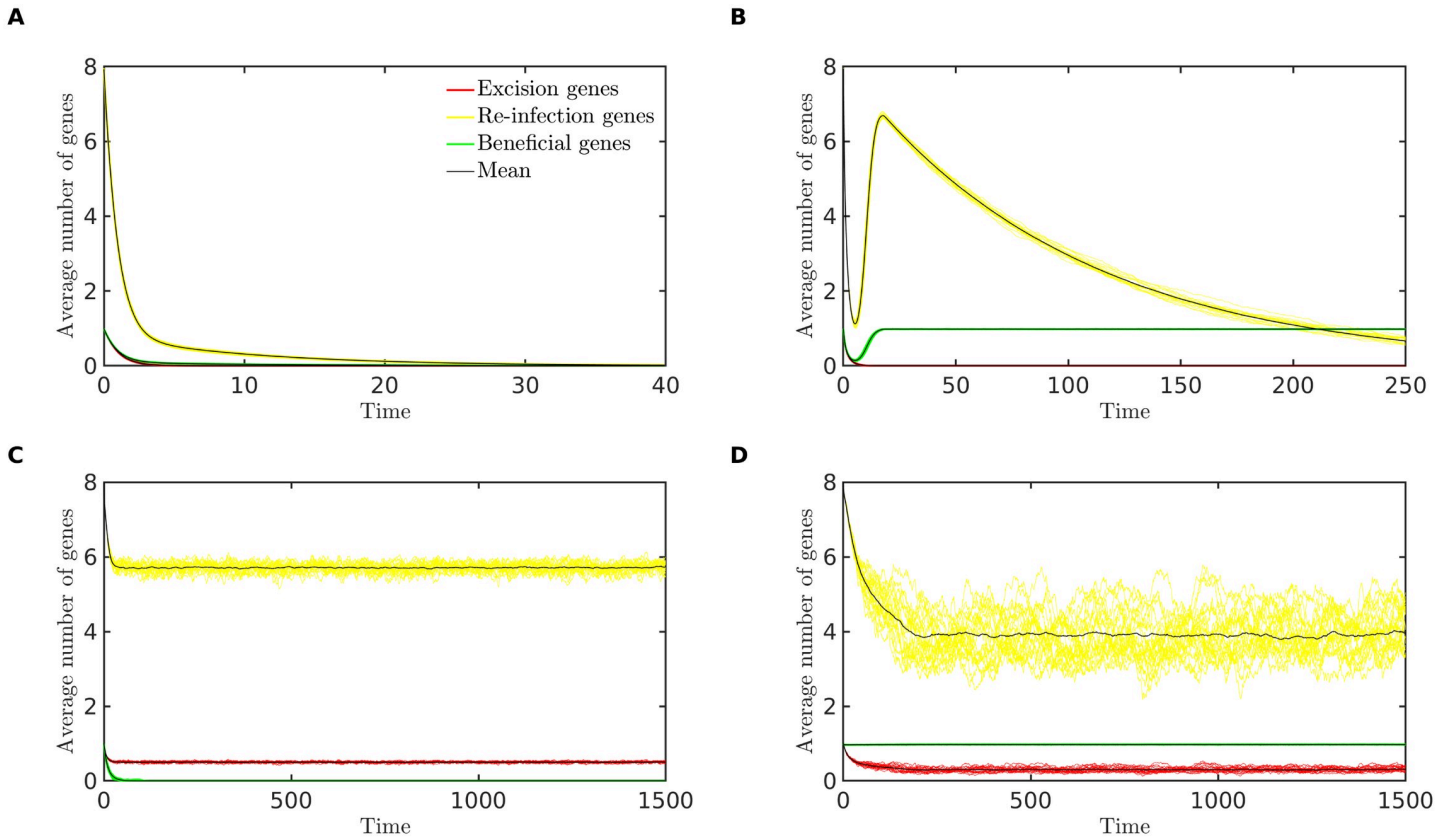 A
B
Average number of genes
8
6
4
2
0
Excision genes
Re-infection genes
Beneficial genes
Mean
0 10 20 30 40
Time
Average number of genes
8
6
4
2
0
0 50 100 150 200 250
Time
C
D
Average number of genes
8
6
4
2
0
0 500 1000 1500
Time
Average number of genes
8
6
4
2
0
0 500 1000 1500
Time